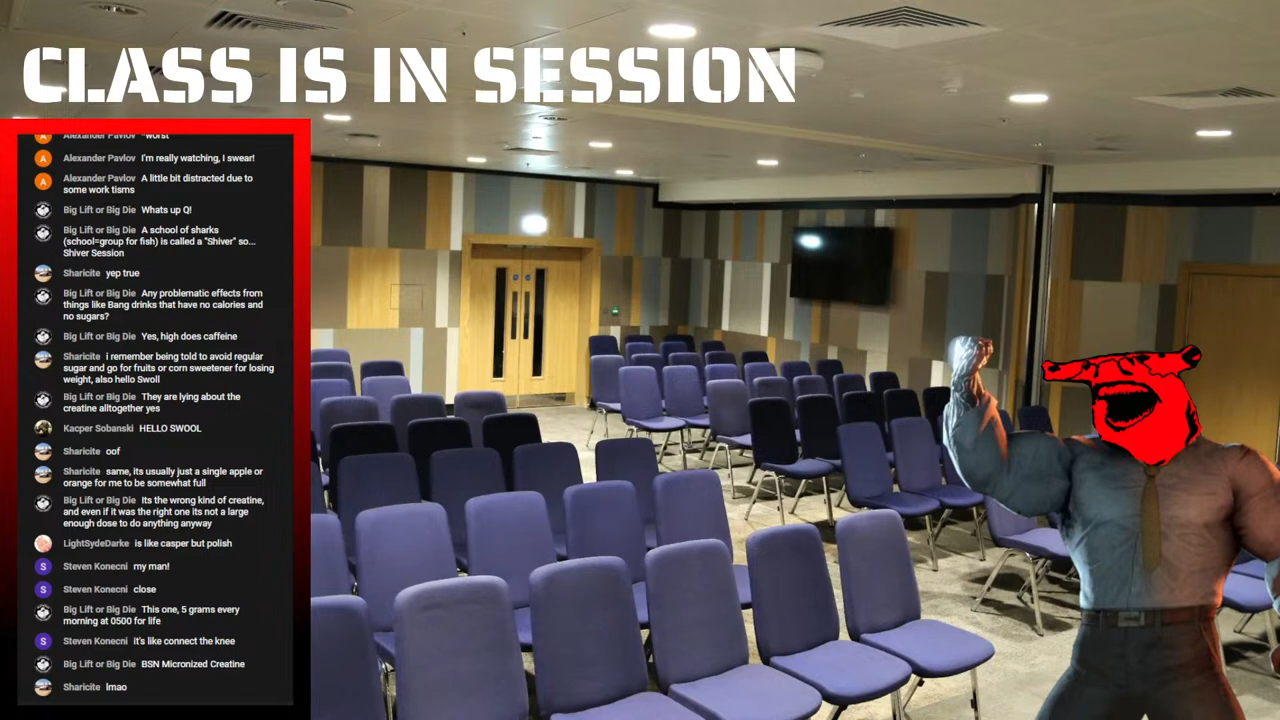 CLASS IS IN SESSION
Alexander Pavlov "worst
Alexander Pavlov I'm really watching, I swear!
Alexander Pavlov A little bit distracted due to
some work tisms
Big Lift or Big Die Whats up Q!
Big Lift or Big Die A school of sharks
(school=group for fish) is called a "Shiver" so...
Shiver Session
Sharicite yep true
Big Lift or Big Die Any problematic effects from
things like Bang drinks that have no calories and
no sugars?
Big Lift or Big Die Yes, high does caffeine
Sharicite i remember being told to avoid regular
sugar and go for fruits or corn sweetener for losing
weight, also hello Swoll
Big Lift or Big Die They are lying about the
creatine alltogether yes
Kacper Sobanski HELLO SWOOL
Sharicite oof
Sharicite same, its usually just a single apple or
orange for me to be somewhat full
Big Lift or Big Die Its the wrong kind of creatine,
and even if it was the right one its not a large
enough dose to do anything anyway
LightSydeDarke is like casper but polish
Steven Konecni my man!
Steven Konecni close
Big Lift or Big Die This one, 5 grams every
morning at 0500 for life
Steven Konecni it's like connect the knee
Big Lift or Big Die BSN Micronized Creatine
Sharicite lmao